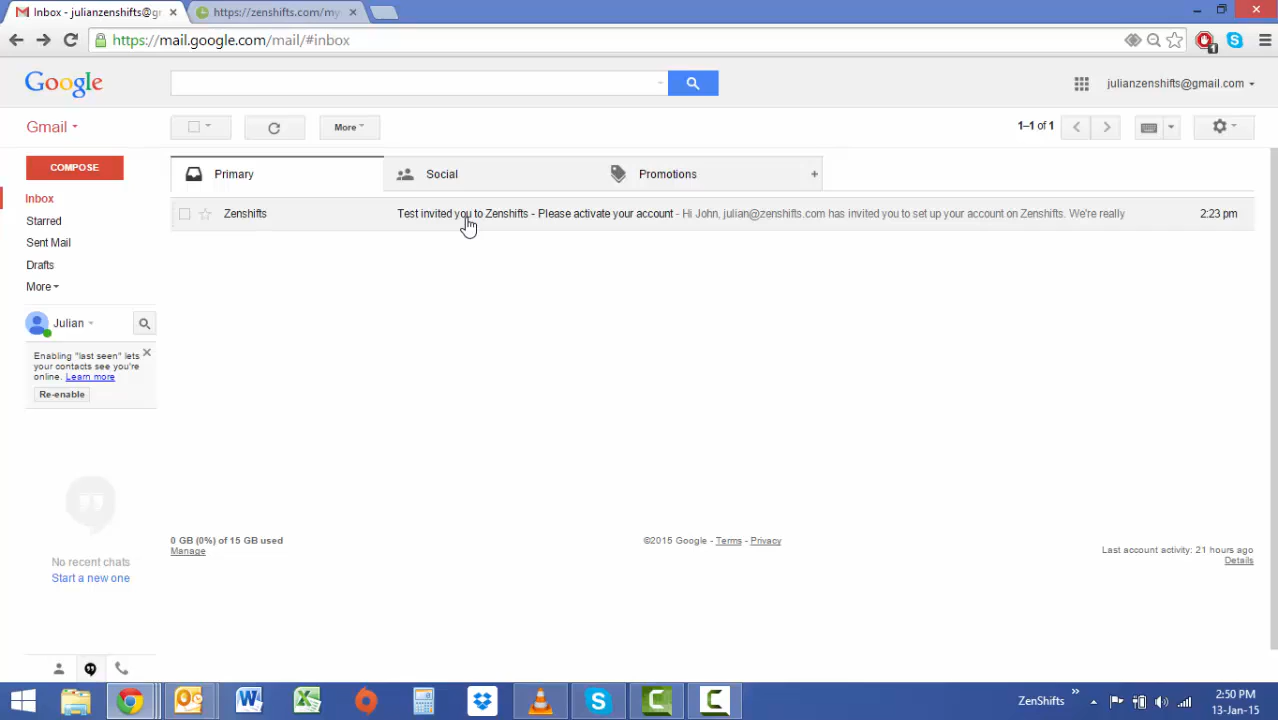 Inbox - julianzenshifts@g
https://zenshifts.com/my
https://mail.google.com/mail/#inbox
1
Google
julianzenshifts@gmail.com
Gmail
More
1–1 of 1
COMPOSE
Primary
Social
Promotions
+
Inbox
Zenshifts
Test invited you to Zenshifts - Please activate your account - Hi John, julian@zenshifts.com has invited you to set up your account on Zenshifts. We're really
2:23 pm
Starred
Sent Mail
Drafts
More
Julian
Enabling "last seen" lets
your contacts see you're
online. Learn more
Re-enable
0 GB (0%) of 15 GB used
Manage
©2015 Google - Terms - Privacy
Last account activity: 21 hours ago
Details
No recent chats
Start a new one
ZenShifts
2:50 PM
13-Jan-15